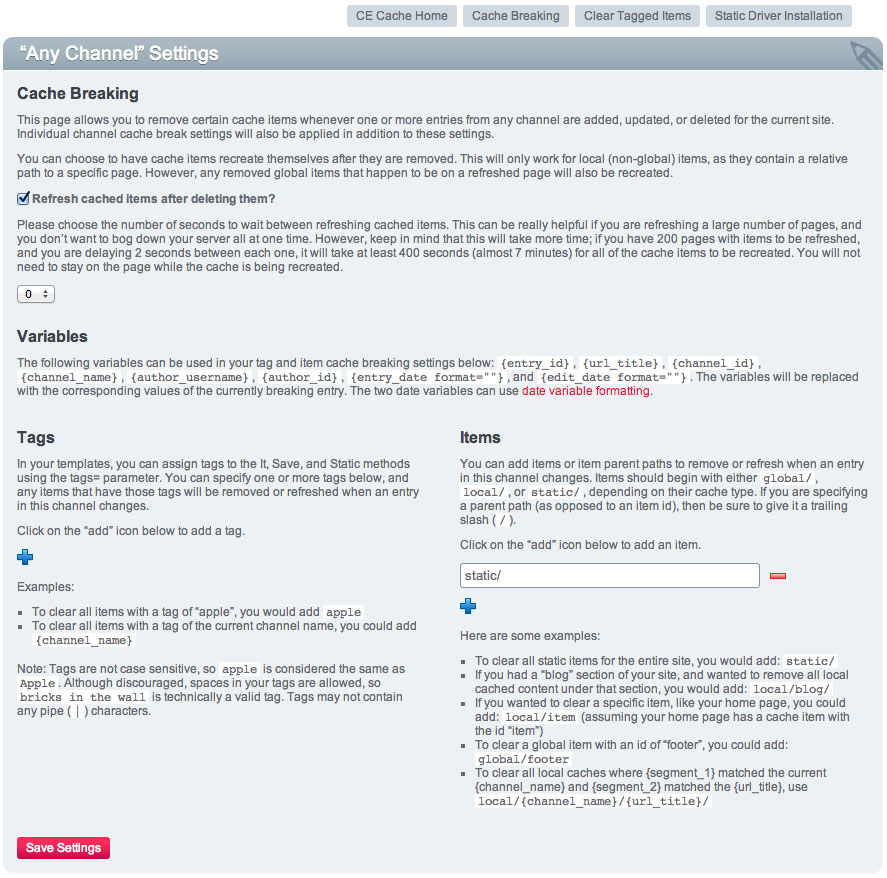 CE Cache Home Cache Breaking Clear Tagged Items Static Driver Installation
“Any Channel” Settings
Cache Breaking
This page allows you to remove certain cache items whenever one or more entries from any channel are added, updated, or deleted for the current site.
Individual channel cache break settings will also be applied in addition to these settings.
You can choose to have cache items recreate themselves after they are removed. This will only work for local (non-global) items, as they contain a relative
path to a specific page. However, any removed global items that happen to be on a refreshed page will also be recreated.
Refresh cached items after deleting them?
Please choose the number of seconds to wait between refreshing cached items. This can be really helpful if you are refreshing a large number of pages, and
you don’t want to bog down your server all at one time. However, keep in mind that this will take more time; if you have 200 pages with items to be refreshed,
and you are delaying 2 seconds between each one, it will take at least 400 seconds (almost 7 minutes) for all of the cache items to be recreated. You will not
need to stay on the page while the cache is being recreated.
0
Variables
The following variables can be used in your tag and item cache breaking settings below: {entry_id}, {url_title}, {channel_id},
{channel_name}, {author_username}, {author_id}, {entry_date format=""}, and {edit_date format=""}. The variables will be replaced
with the corresponding values of the currently breaking entry. The two date variables can use date variable formatting.
Tags
In your templates, you can assign tags to the It, Save, and Static methods
using the tags= parameter. You can specify one or more tags below, and
any items that have those tags will be removed or refreshed when an entry
in this channel changes.
Click on the “add” icon below to add a tag.
Examples:
To clear all items with a tag of “apple”, you would add apple
To clear all items with a tag of the current channel name, you could add
{channel_name}
Note: Tags are not case sensitive, so apple is considered the same as
Apple. Although discouraged, spaces in your tags are allowed, so
bricks in the wall is technically a valid tag. Tags may not contain
any pipe ( | ) characters.
Items
You can add items or item parent paths to remove or refresh when an entry
in this channel changes. Items should begin with either global/,
local/, or static/, depending on their cache type. If you are specifying
a parent path (as opposed to an item id), then be sure to give it a trailing
slash ( / ).
Click on the “add” icon below to add an item.
static/
Here are some examples:
To clear all static items for the entire site, you would add: static/
If you had a “blog” section of your site, and wanted to remove all local
cached content under that section, you would add: local/blog/
If you wanted to clear a specific item, like your home page, you could
add: local/item (assuming your home page has a cache item with
the id “item”)
To clear a global item with an id of “footer”, you could add:
global/footer
To clear all local caches where {segment_1} matched the current
{channel_name} and {segment_2} matched the {url_title}, use
local/{channel_name}/{url_title}/
Save Settings